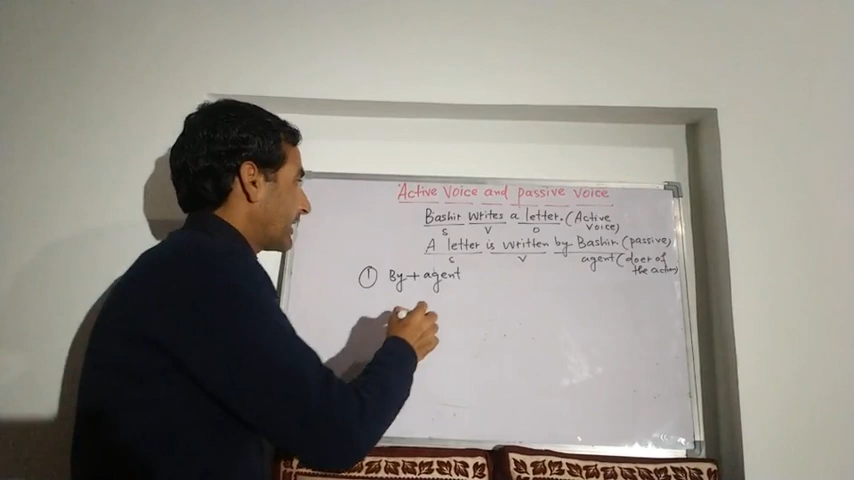 Active voice and passive voice
Bashir writes a letter. (Active voice)
S V O
A letter is written by Bashir. (passive)
S V agent (doer of the action)
① By + agent